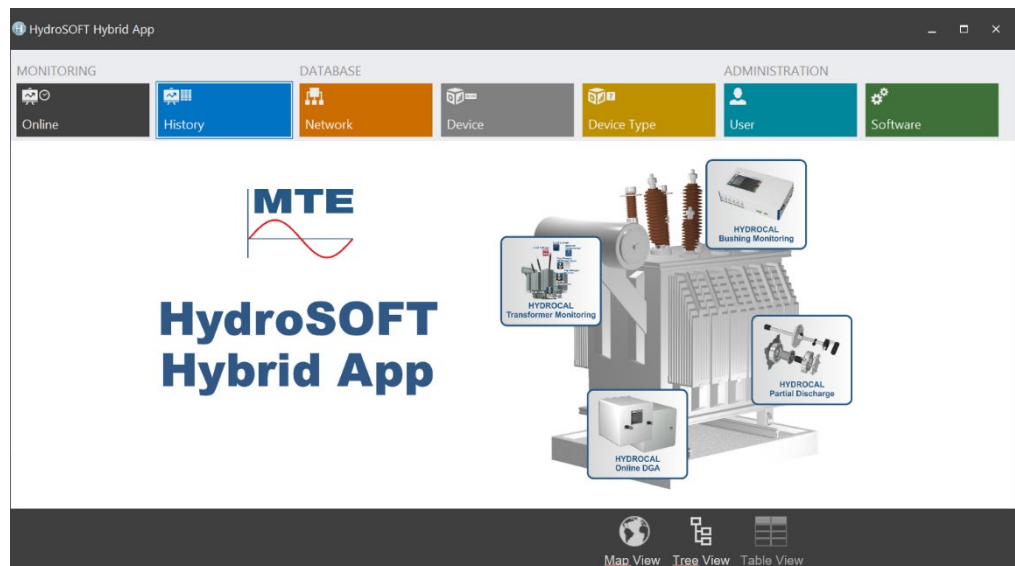 HydroSOFT Hybrid App
MONITORING
DATABASE
ADMINISTRATION
Online
History
Network
Device
Device Type
User
Software
MTE
HydroSOFT
Hybrid App
HYDROCAL
Bushing Monitoring
HYDROCAL
Transformer Monitoring
HYDROCAL
Partial Discharge
HYDROCAL
Online DGA
Map View
Tree View
Table View